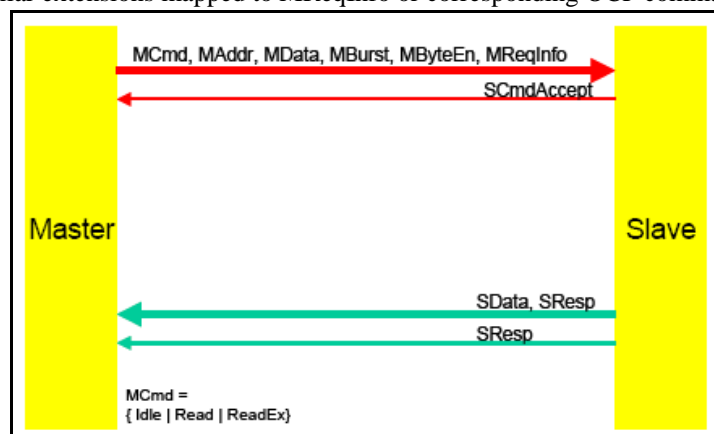 MCmd, MAddr, MData, MBurst, MByteEn, MReqInfo
SCmdAccept
Master
Slave
SData, SResp
SResp
MCmd =
{ Idle | Read | ReadEx}